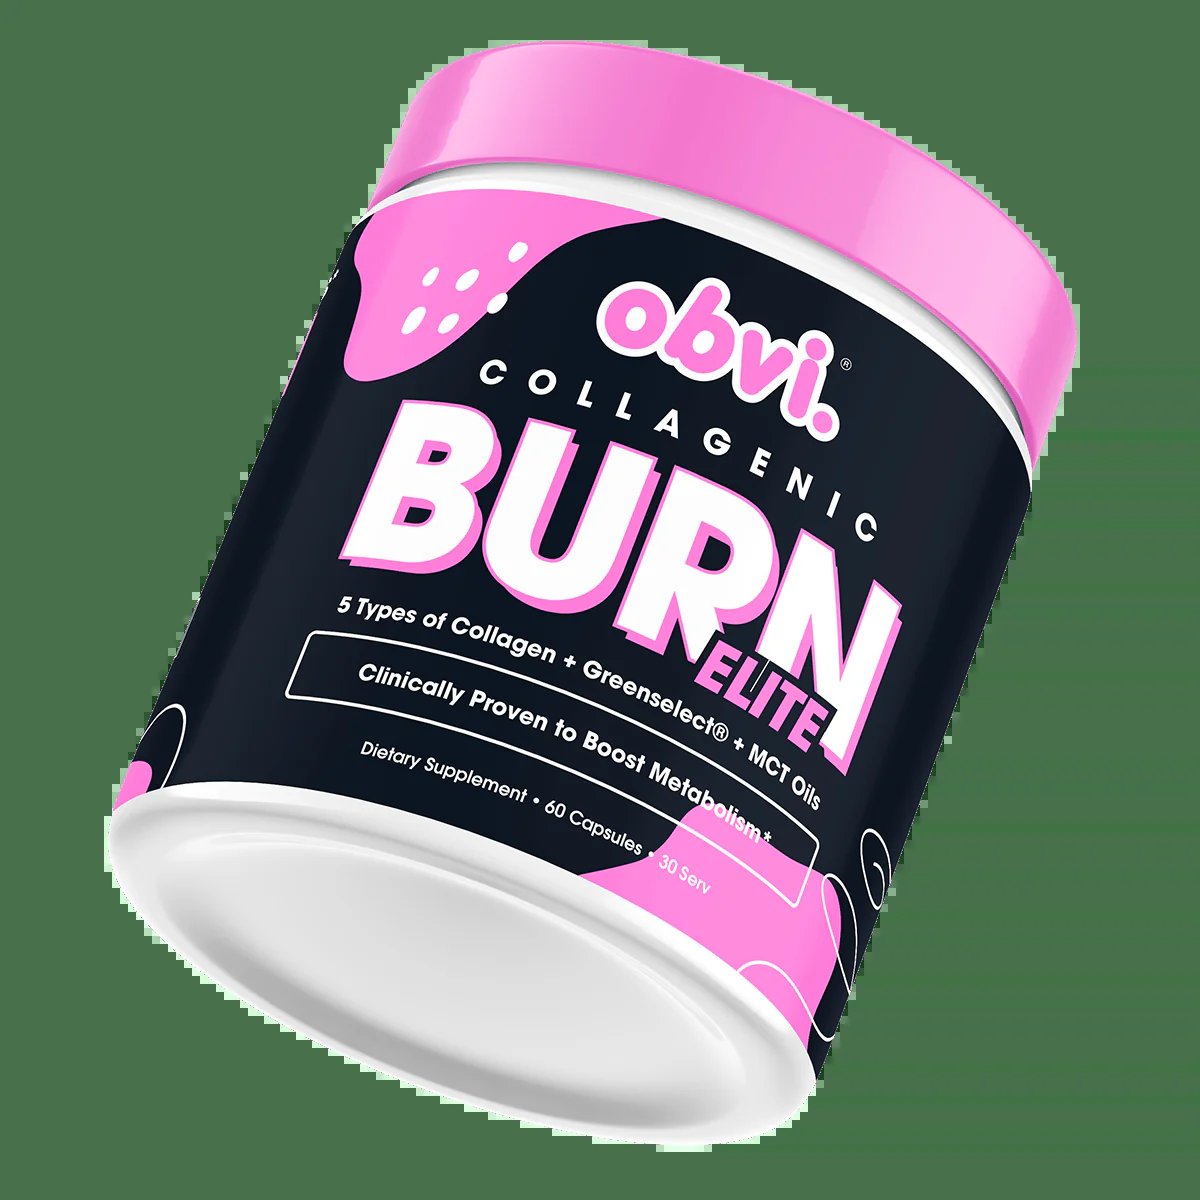 obvi.®
COLLAGENIC
BURN
ELITE
5 Types of Collagen + Greenselect® + MCT Oils
Clinically Proven to Boost Metabolism*
Dietary Supplement • 60 Capsules • 30 Serv